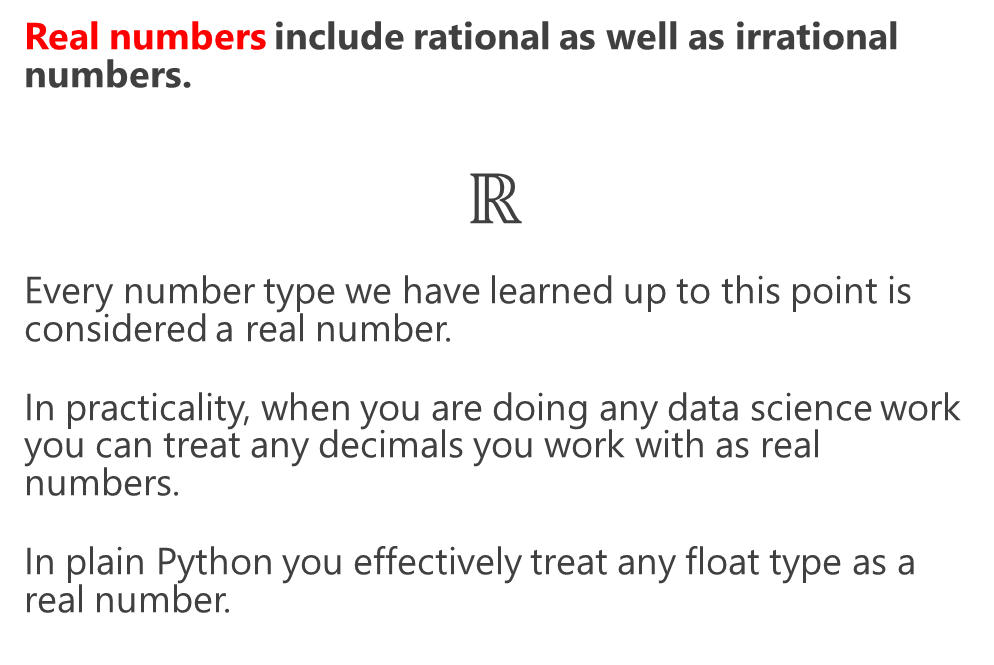 Real numbers include rational as well as irrational
numbers.
ℝ
Every number type we have learned up to this point is
considered a real number.
In practicality, when you are doing any data science work
you can treat any decimals you work with as real
numbers.
In plain Python you effectively treat any float type as a
real number.